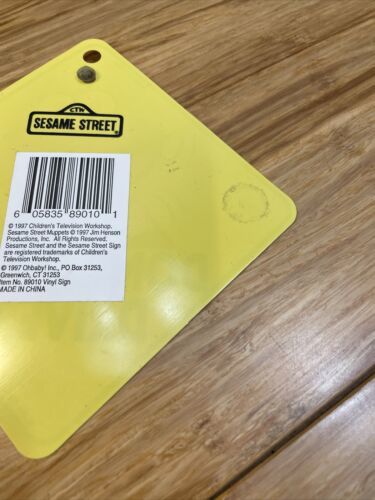 CTW
SESAME STREET
6 05835 89010 1
© 1997 Children's Television Workshop.
Sesame Street Muppets © 1997 Jim Henson
Productions, Inc. All Rights Reserved.
Sesame Street and the Sesame Street Sign
are registered trademarks of Children's
Television Workshop.
© 1997 Ohbaby! Inc., PO Box 31253,
Greenwich, CT 31253
Item No. 89010 Vinyl Sign
MADE IN CHINA